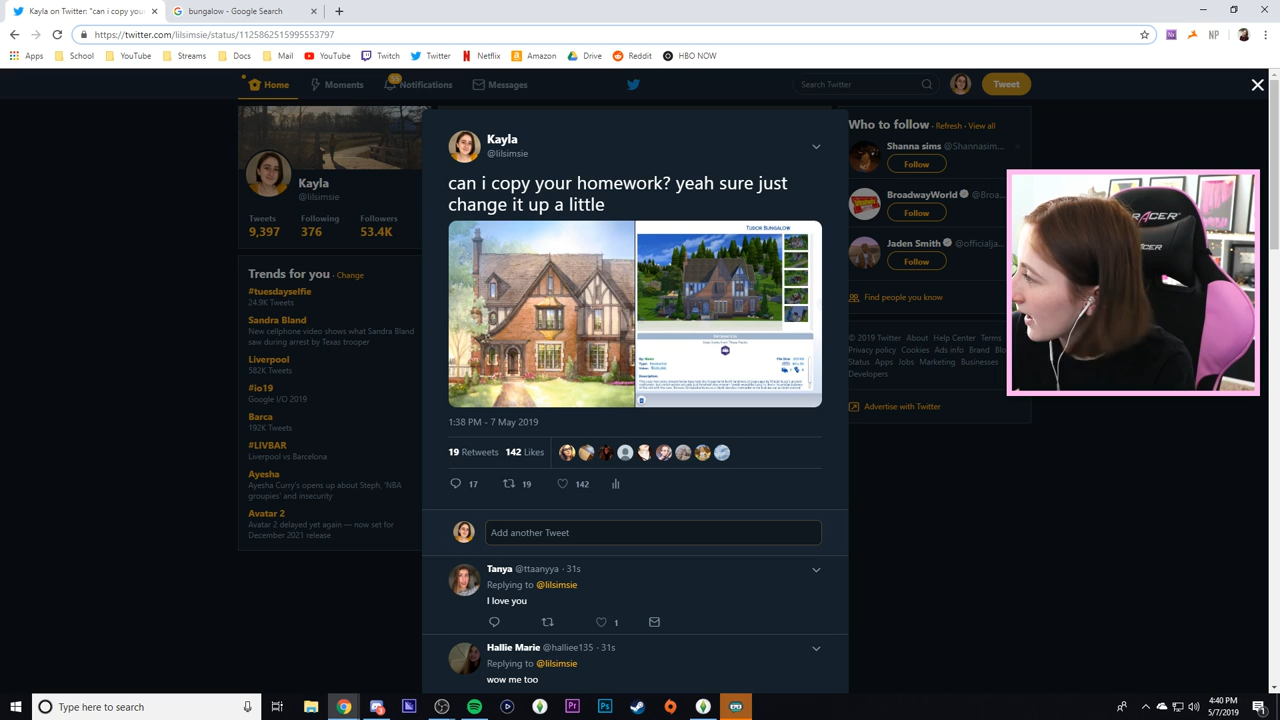 Kayla on Twitter: "can i copy yo
bungalow - Google Search
https://twitter.com/lilsimsie/status/1125862515995553797
NP
Apps
School
YouTube
Docs
Mail
YouTube
Twitch
Twitter
Netflix
Amazon
Drive
Reddit
HBO NOW
Streams
Home
Moments
55
Notifications
Messages
Search Twitter
Tweet
Kayla
@lilsimsie
Tweets
Following
Followers
9,397
376
53.4K
Trends for you · Change
#tuesdayselfie
24.9K Tweets
Sandra Bland
New cellphone video shows what Sandra Bland
saw during arrest by Texas trooper
Liverpool
582K Tweets
#io19
Google I/O 2019
Barca
192K Tweets
#LIVBAR
Liverpool vs Barcelona
Ayesha
Ayesha Curry's opens up about Steph, 'NBA
groupies' and insecurity
Avatar 2
Avatar 2 delayed yet again — now set for
December 2021 release
Kayla
@lilsimsie
can i copy your homework? yeah sure just
change it up a little
Tudor Bungalow
1:38 PM - 7 May 2019
19 Retweets 142 Likes
17
19
142
Add another Tweet
Tanya @ttaanyya · 31s
Replying to @lilsimsie
I love you
1
Hallie Marie @halliee135 · 31s
Replying to @lilsimsie
wow me too
Who to follow · Refresh · View all
Shanna sims @Shannasim...
Follow
BroadwayWorld @Broa...
Follow
Jaden Smith @officialja...
Follow
Find people you know
© 2019 Twitter About Help Center Terms
Privacy policy Cookies Ads info Brand Blo
Status Apps Jobs Marketing Businesses
Developers
Advertise with Twitter
RACER
Type here to search
4:40 PM
5/7/2019